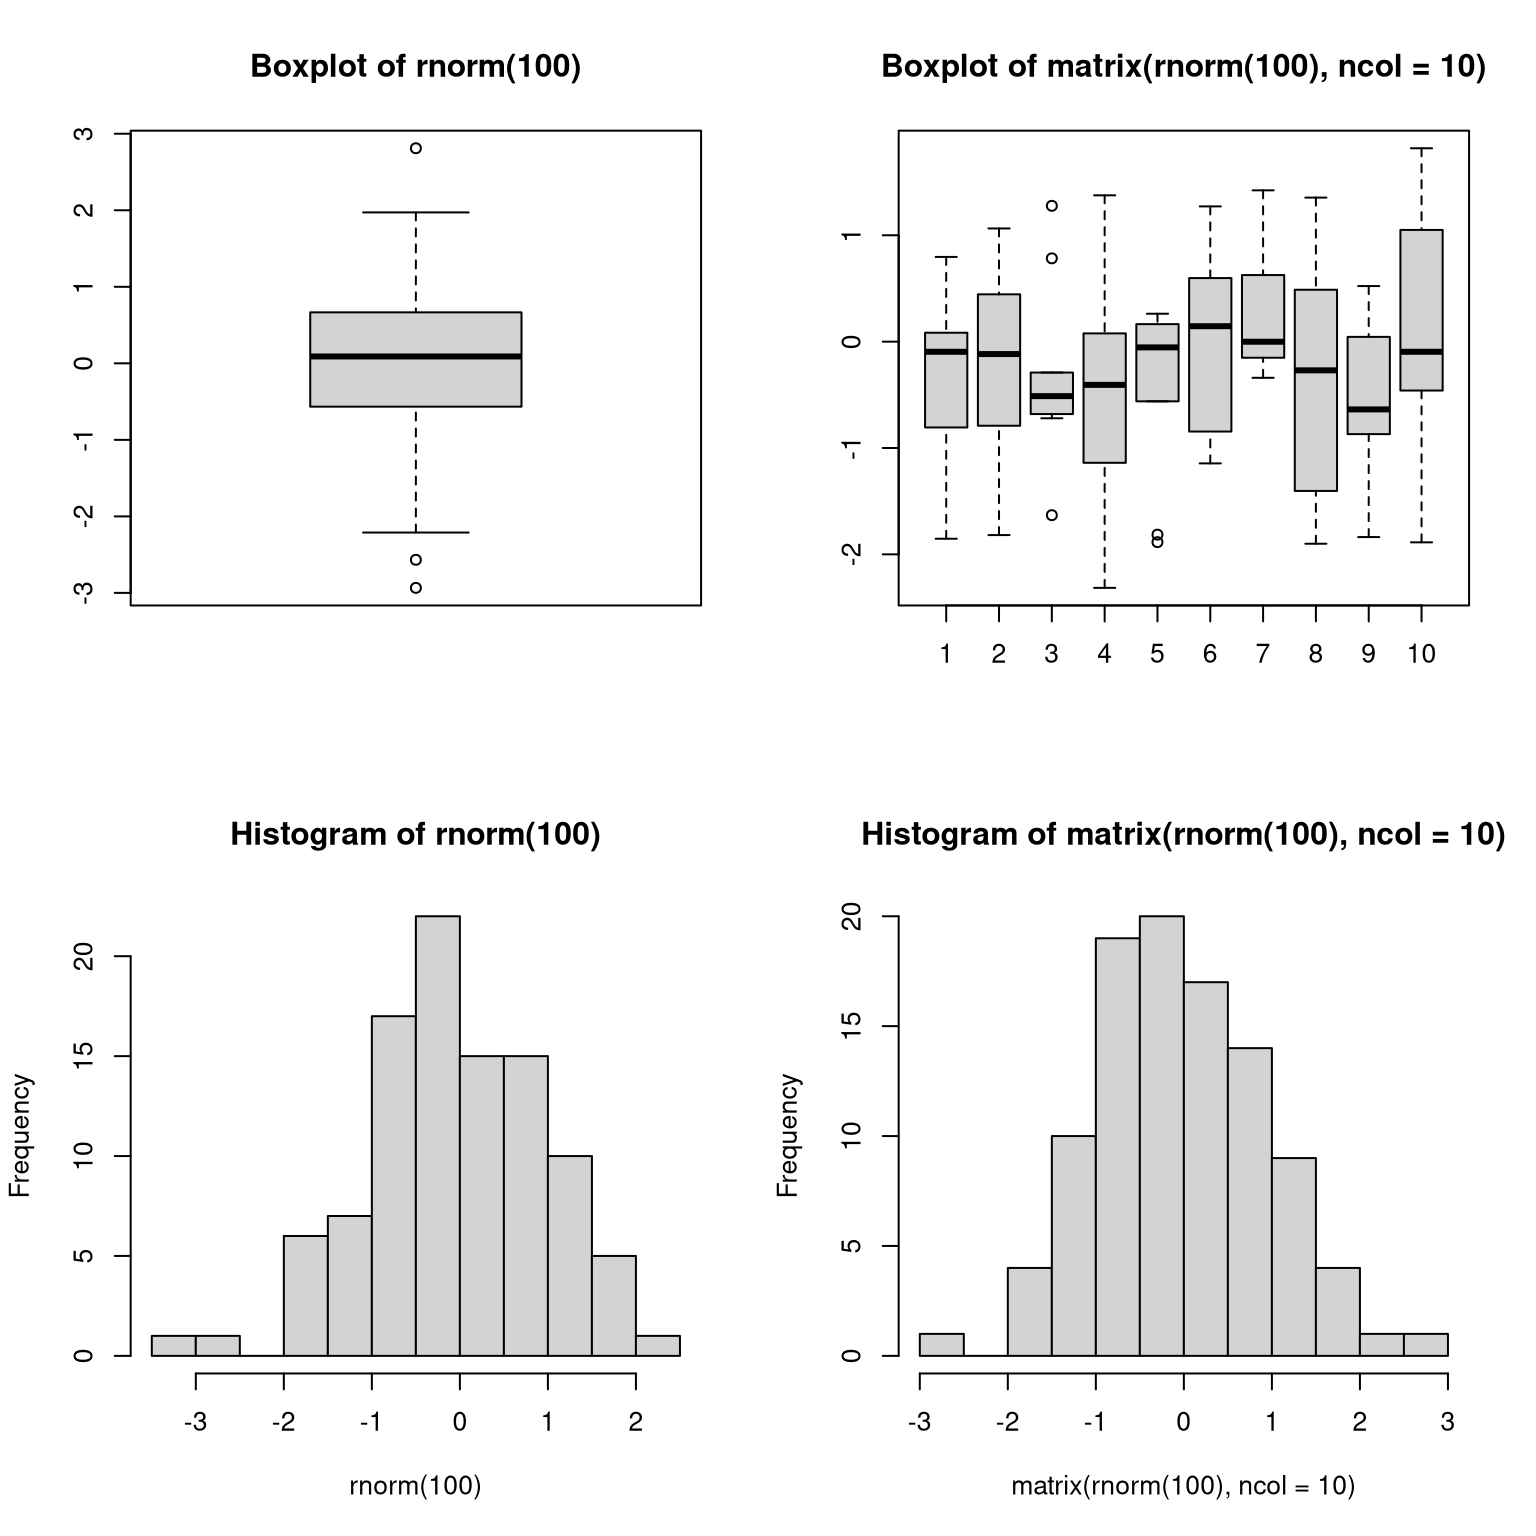 Boxplot of rnorm(100)
3
2
1
0
-1
-2
-3
Boxplot of matrix(rnorm(100), ncol = 10)
1
0
-1
-2
1 2 3 4 5 6 7 8 9 10
Histogram of rnorm(100)
Frequency
20
15
10
5
0
-3 -2 -1 0 1 2
rnorm(100)
Histogram of matrix(rnorm(100), ncol = 10)
Frequency
20
15
10
5
0
-3 -2 -1 0 1 2 3
matrix(rnorm(100), ncol = 10)